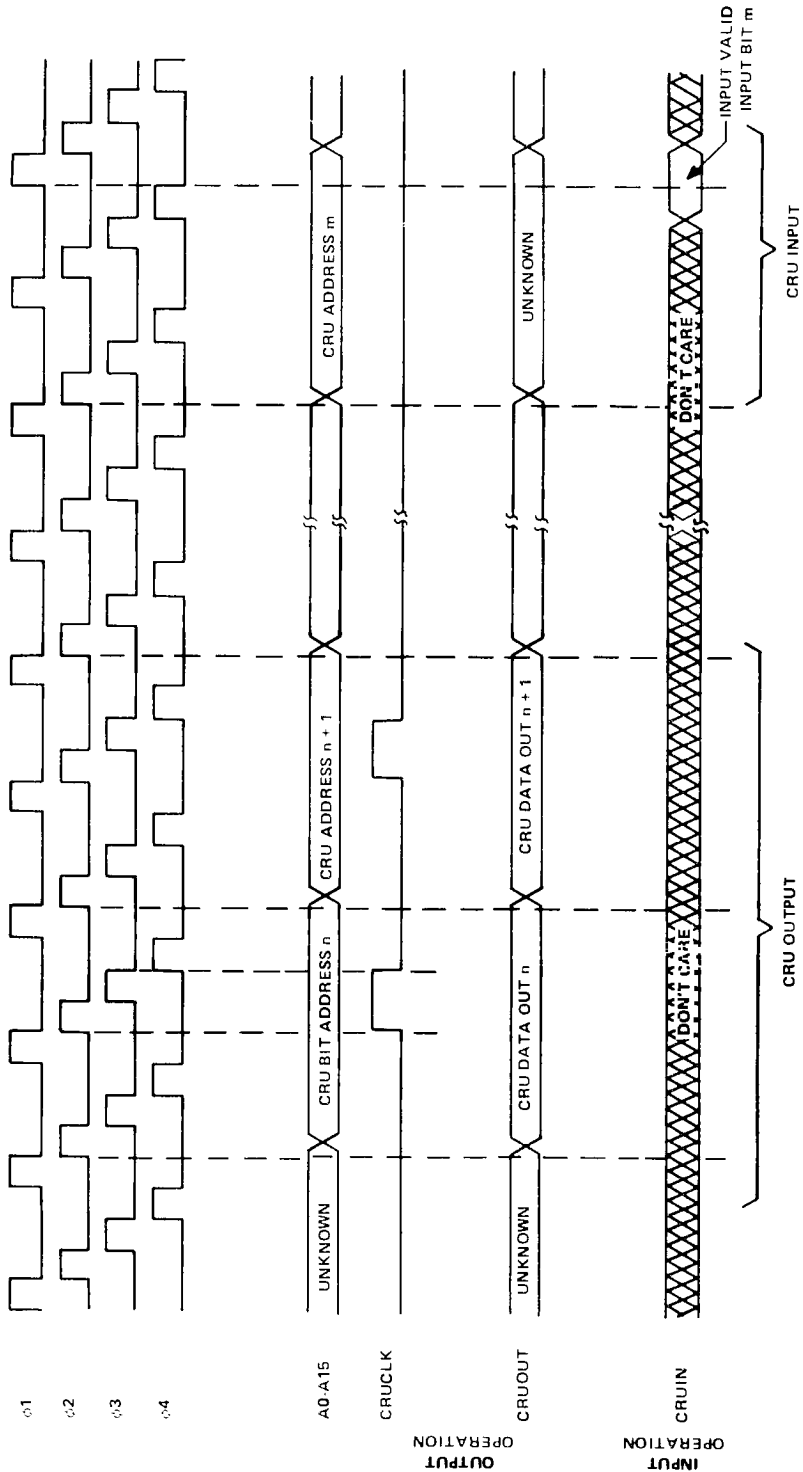 ϕ1
ϕ2
ϕ3
ϕ4
A0-A15
UNKNOWN
CRU BIT ADDRESS n
CRU ADDRESS n + 1
CRU ADDRESS m
CRUCLK
OUTPUT
OPERATION
CRUOUT
UNKNOWN
CRU DATA OUT n
CRU DATA OUT n + 1
UNKNOWN
INPUT
OPERATION
CRUIN
DON'T CARE
DON'T CARE
INPUT VALID
INPUT BIT m
CRU OUTPUT
CRU INPUT